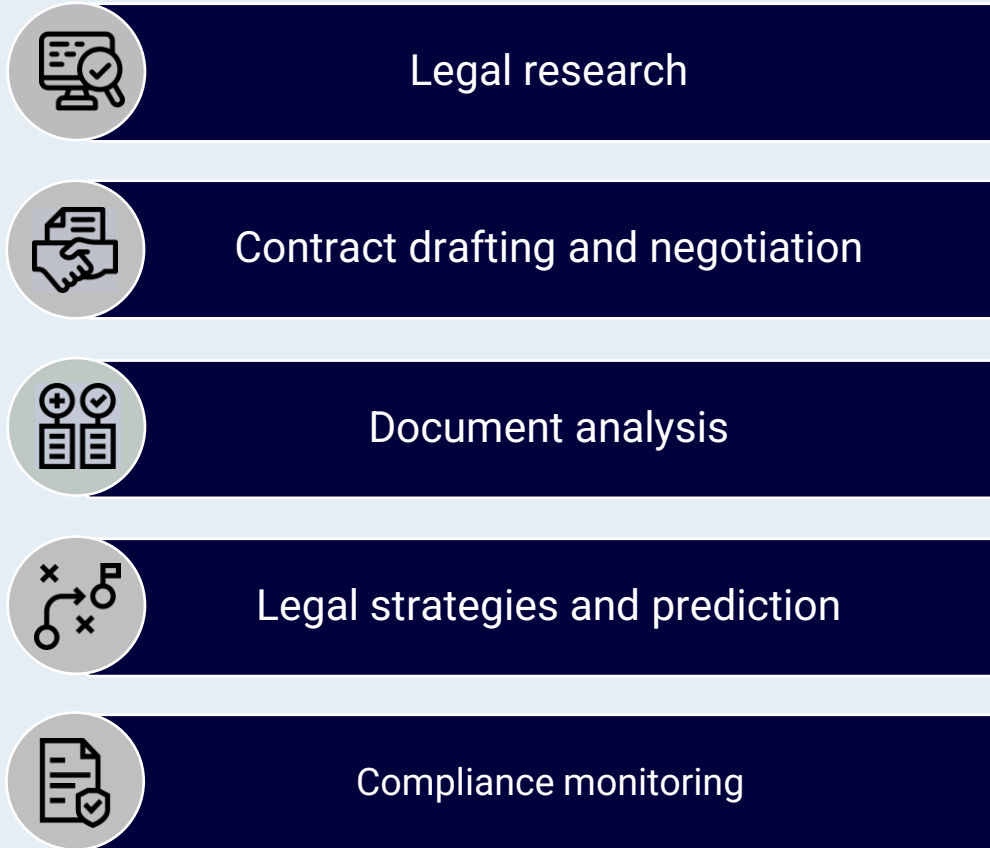 Legal research
Contract drafting and negotiation
Document analysis
Legal strategies and prediction
Compliance monitoring